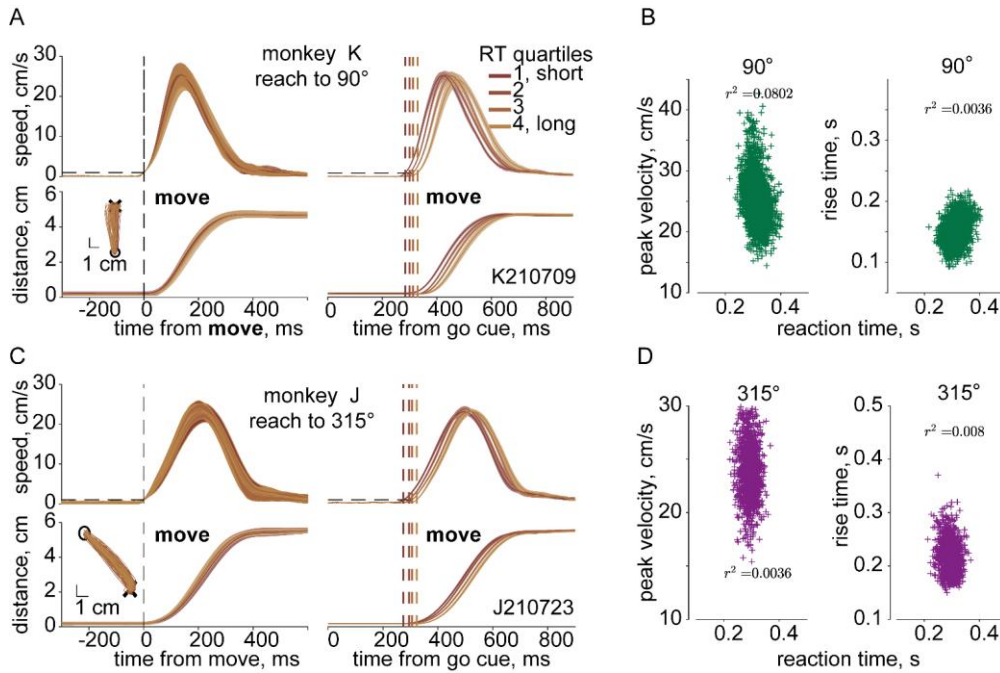 A
monkey K
reach to 90°
RT quartiles
1, short
2
3
4, long
speed, cm/s
30
20
10
0
move
move
distance, cm
6
4
2
0
1 cm
K210709
-200 0 200 400
time from move, ms
0 200 400 600 800
time from go cue, ms
B
90°
r² =0.0802
peak velocity, cm/s
40
30
20
10
0.2 0.4
90°
r² =0.0036
rise time, s
0.3
0.2
0.1
0.2 0.4
reaction time, s
C
monkey J
reach to 315°
speed, cm/s
30
20
10
0
move
move
distance, cm
6
4
2
0
1 cm
J210723
-200 0 200 400 600
time from move, ms
0 200 400 600 800
time from go cue, ms
D
315°
peak velocity, cm/s
30
20
10
r² =0.0036
0.2 0.4
315°
r² =0.008
rise time, s
0.5
0.4
0.3
0.2
0.1
0.2 0.4
reaction time, s